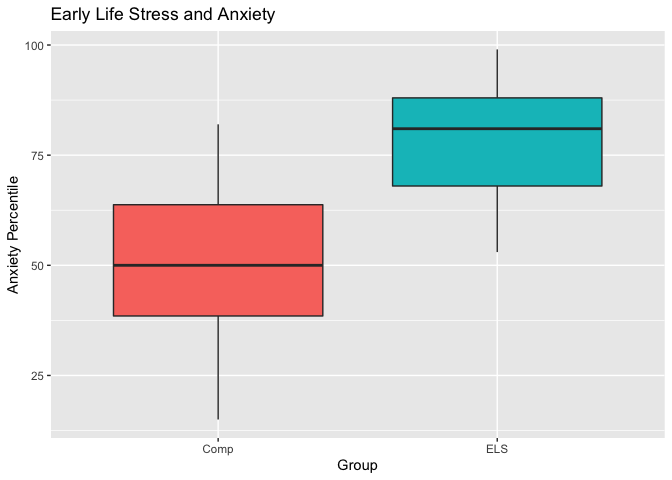 Early Life Stress and Anxiety
100
75
50
25
Anxiety Percentile
Comp
ELS
Group